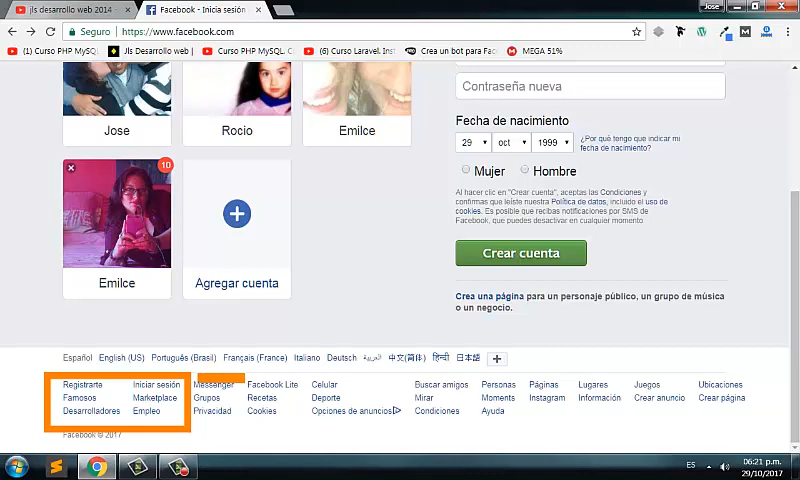 jls desarrollo web 2014 -
Facebook - Inicia sesión
Jose
Seguro
https://www.facebook.com
(1) Curso PHP MySQL.
Jls Desarrollo web |
Curso PHP MySQL. C
(6) Curso Laravel. Inst
Crea un bot para Fac
MEGA 51%
Contraseña nueva
Jose
Rocio
Emilce
Fecha de nacimiento
29
oct
1999
¿Por qué tengo que indicar mi
fecha de nacimiento?
Mujer
Hombre
10
Al hacer clic en "Crear cuenta", aceptas las Condiciones y
confirmas que leíste nuestra Política de datos, incluido el uso de
cookies. Es posible que recibas notificaciones por SMS de
Facebook, que puedes desactivar en cualquier momento
Crear cuenta
Emilce
Agregar cuenta
Crea una página para un personaje público, un grupo de música
o un negocio.
Español English (US) Português (Brasil) Français (France) Italiano Deutsch العربية 中文(简体) हिन्दी 日本語
Registrarte Iniciar sesión Messenger Facebook Lite Celular Buscar amigos Personas Páginas Lugares Juegos Ubicaciones
Famosos Marketplace Grupos Recetas Deporte Mirar Moments Instagram Información Crear anuncio Crear página
Desarrolladores Empleo Privacidad Cookies Opciones de anuncios Condiciones Ayuda
Facebook © 2017
ES
06:21 p.m.
29/10/2017